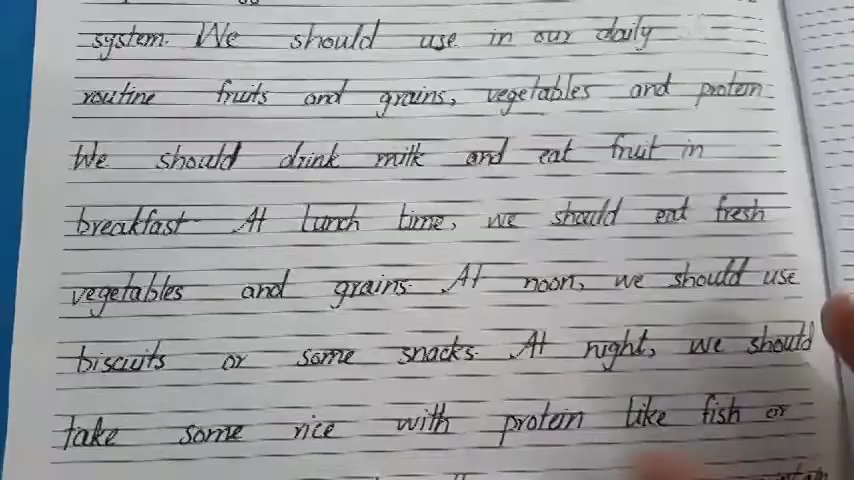 system. We should use in our daily
routine fruits and grains, vegetables and protein
We should drink milk and eat fruit in
breakfast At lunch time, we should eat fresh
vegetables and grains. At noon, we should use
biscuits or some snacks. At night, we should
take some rice with protein like fish or